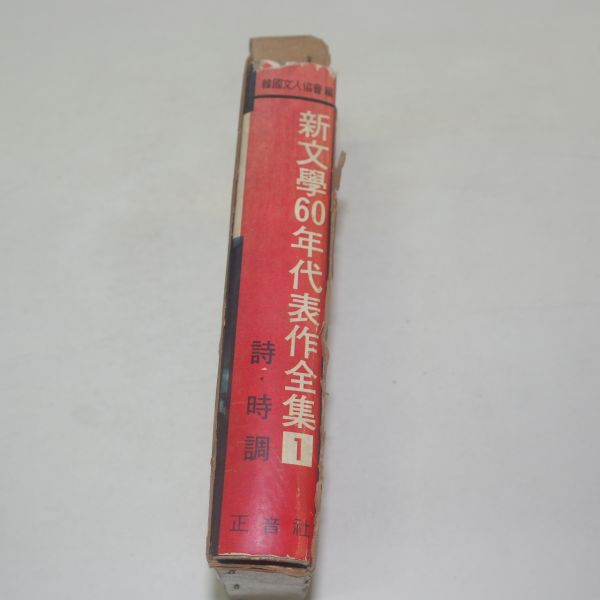 韓國文人協會 編
新文學60年代表作全集 1
詩·時調
正音社